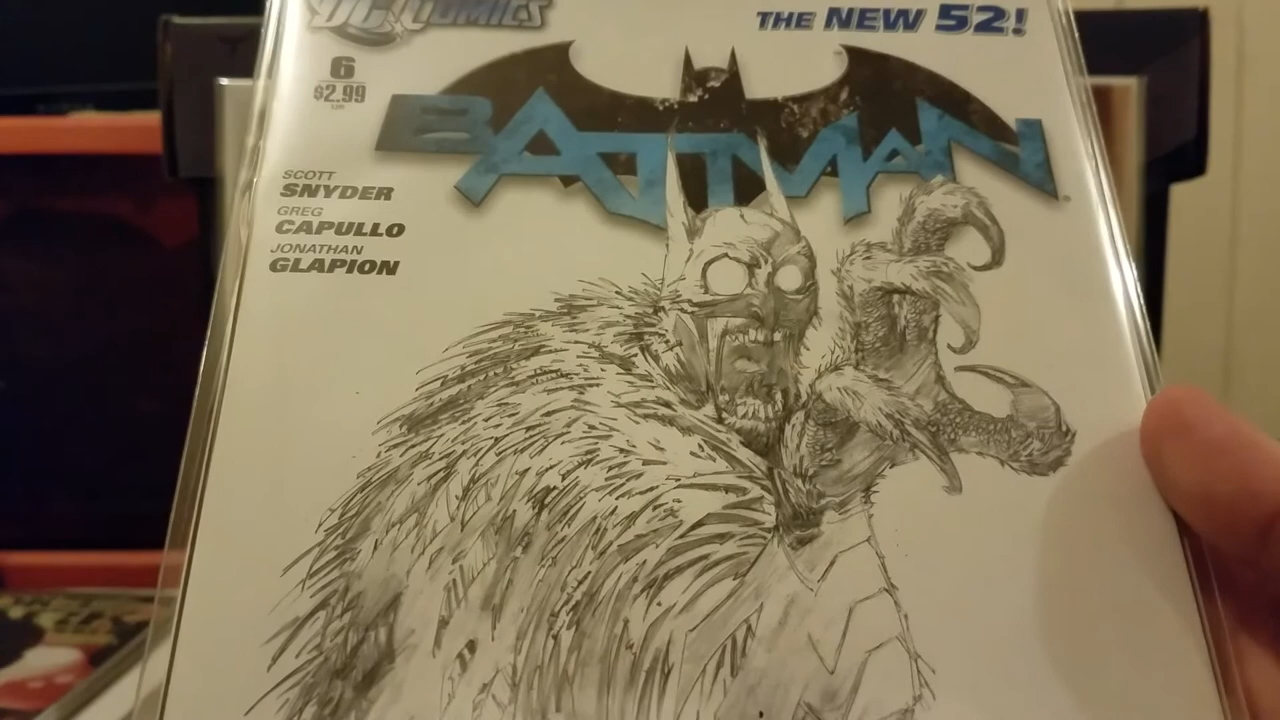 DC COMICS
THE NEW 52!
6
$2.99
BATMAN
SCOTT
SNYDER
GREG
CAPULLO
JONATHAN
GLAPION